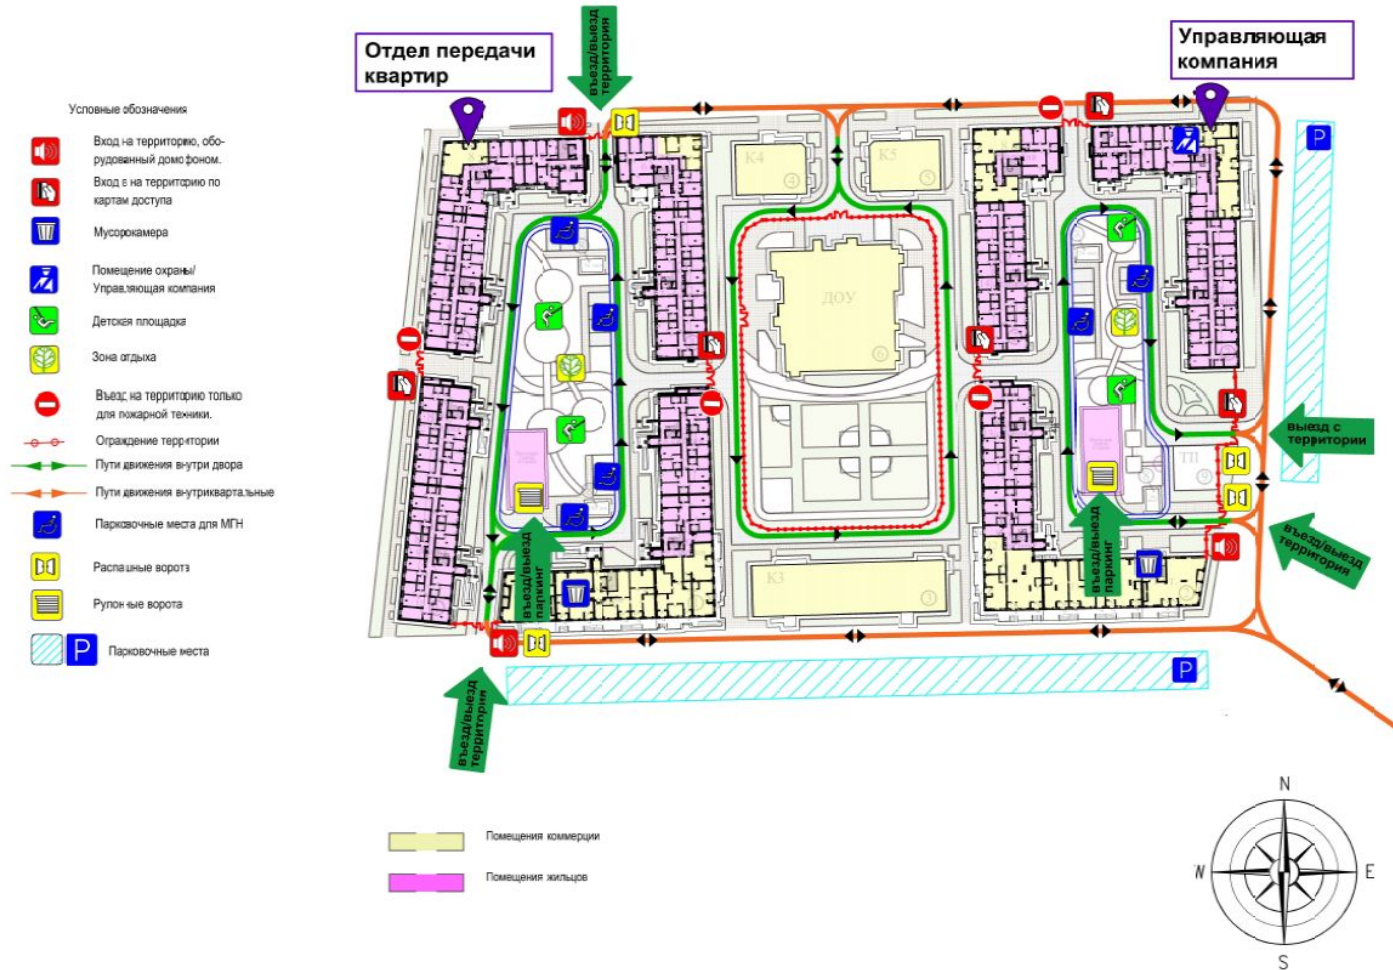 Отдел передачи
квартир
Управляющая
компания
въезд/выезд
территория
Условные обозначения
Вход на территорию, обо-
рудованный домофоном.
Вход в на территорию по
картам доступа
Мусорокамера
Помещение охраны/
Управляющая компания
Детская площадка
Зона отдыха
Въезд на территорию только
для пожарной техники.
Ограждение территории
Пути движения внутри двора
Пути движения внутриквартальные
Парковочные места для МГН
Распашные ворота
Рулонные ворота
P
Парковочные места
К4
4
К5
5
ДОУ
6
К3
3
ТП
P
P
выезд с
территории
въезд/выезд
территория
въезд/выезд
паркинг
въезд/выезд
паркинг
въезд/выезд
территория
Помещения коммерции
Помещения жильцов
N
W
E
S